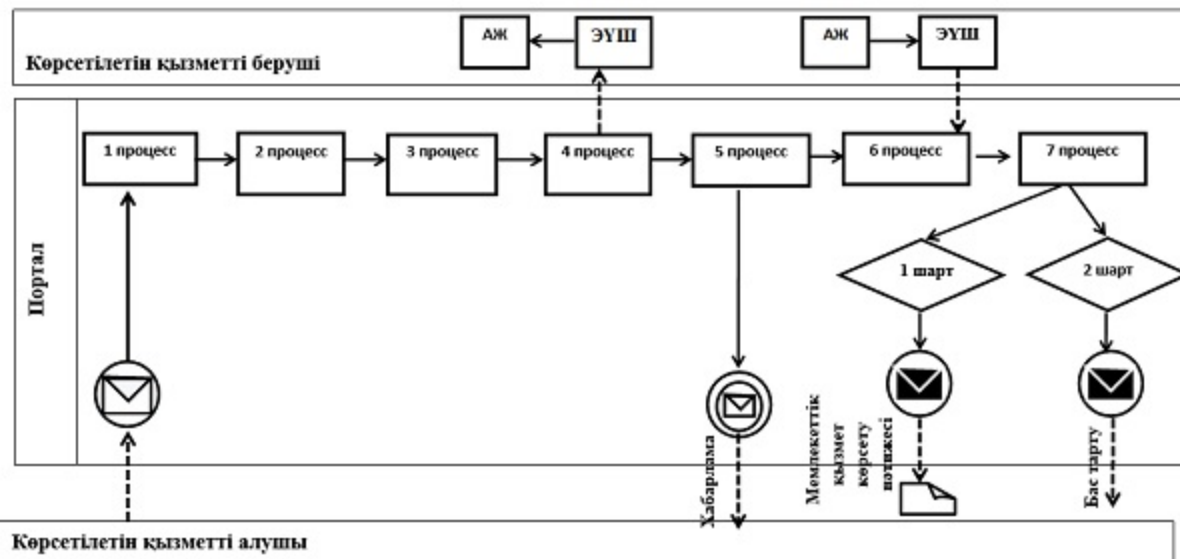 АЖ
ЭҮШ
АЖ
ЭҮШ
Көрсетілетін қызметті беруші
Портал
1 процесс
2 процесс
3 процесс
4 процесс
5 процесс
6 процесс
7 процесс
1 шарт
2 шарт
Хабарлама
Мемлекеттік
қызмет
көрсету
нәтижесі
Бас тарту
Көрсетілетін қызметті алушы